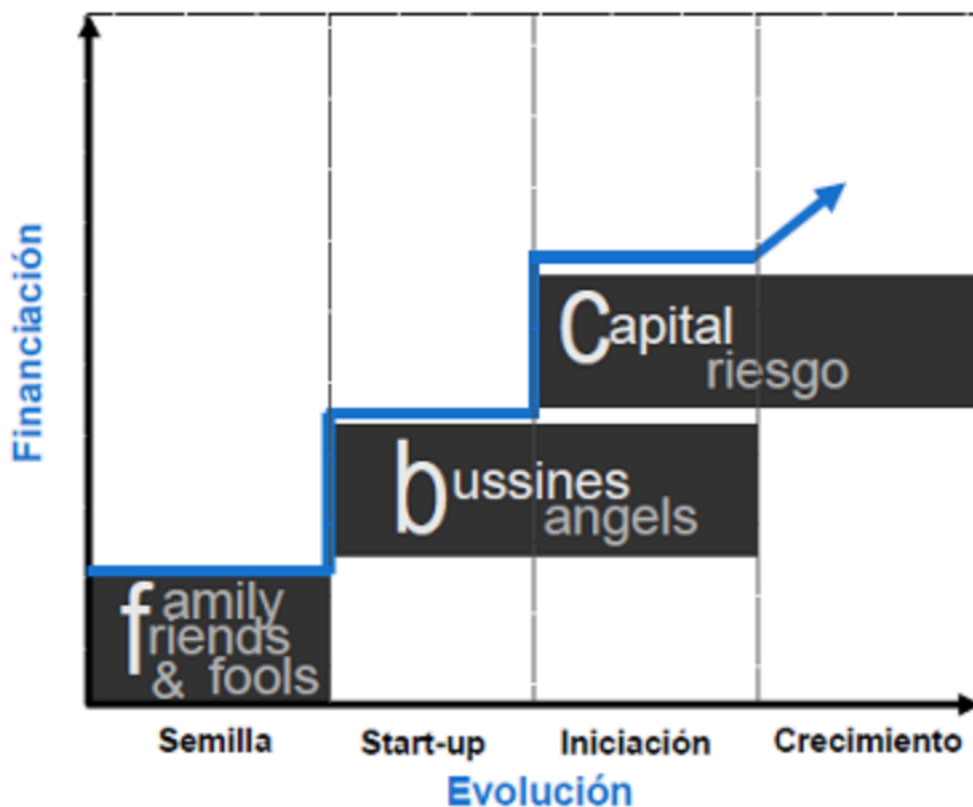 Financiación
Capital
riesgo
bussines
angels
family
friends
& fools
Semilla
Start-up
Iniciación
Crecimiento
Evolución